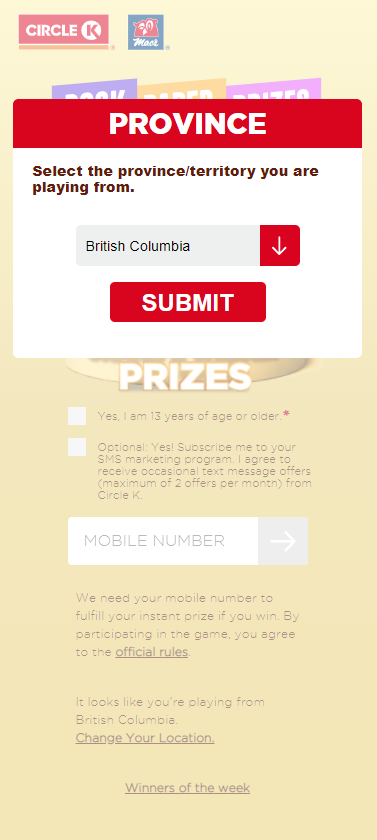 CIRCLE K
Mac's
ROCK PAPER PRIZES
PROVINCE
Select the province/territory you are
playing from.
British Columbia
SUBMIT
PRIZES
Yes, I am 13 years of age or older.*
Optional: Yes! Subscribe me to your
SMS marketing program. I agree to
receive occasional text message offers
(maximum of 2 offers per month) from
Circle K.
MOBILE NUMBER
We need your mobile number to
fulfill your instant prize if you win. By
participating in the game, you agree
to the official rules.
It looks like you're playing from
British Columbia.
Change Your Location.
Winners of the week